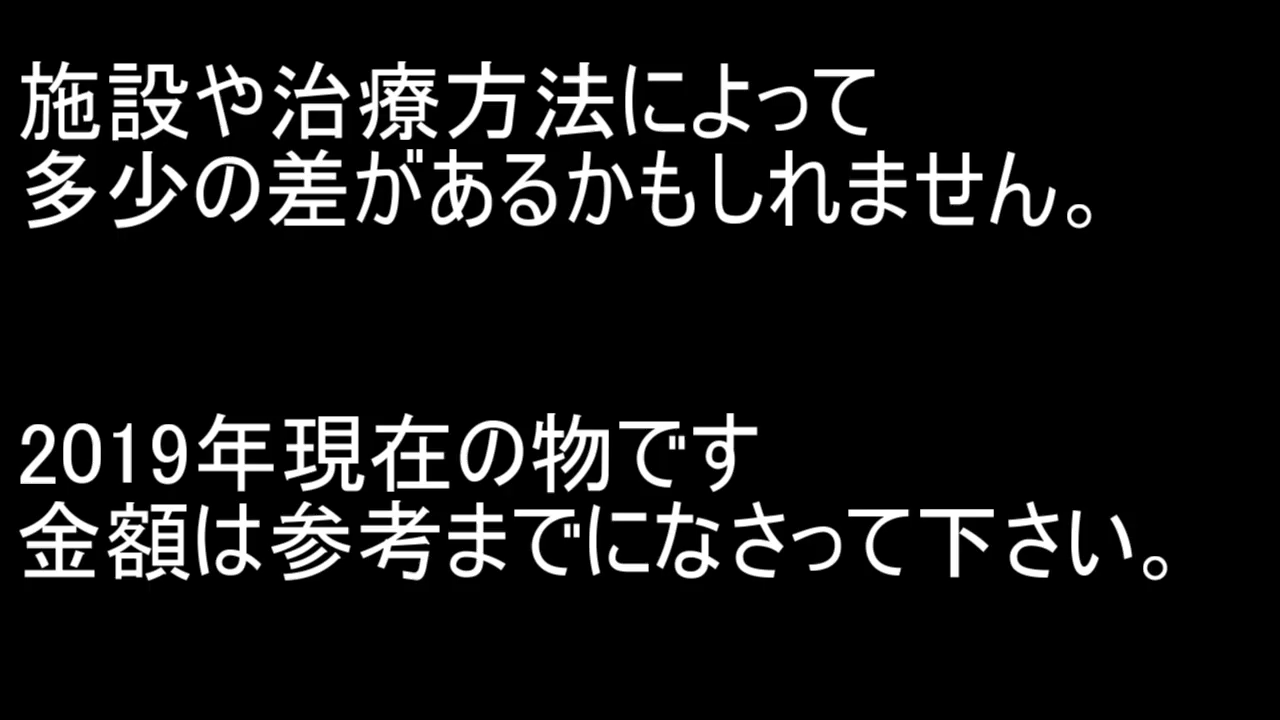 施設や治療方法によって
多少の差があるかもしれません。
2019年現在の物です
金額は参考までになさって下さい。